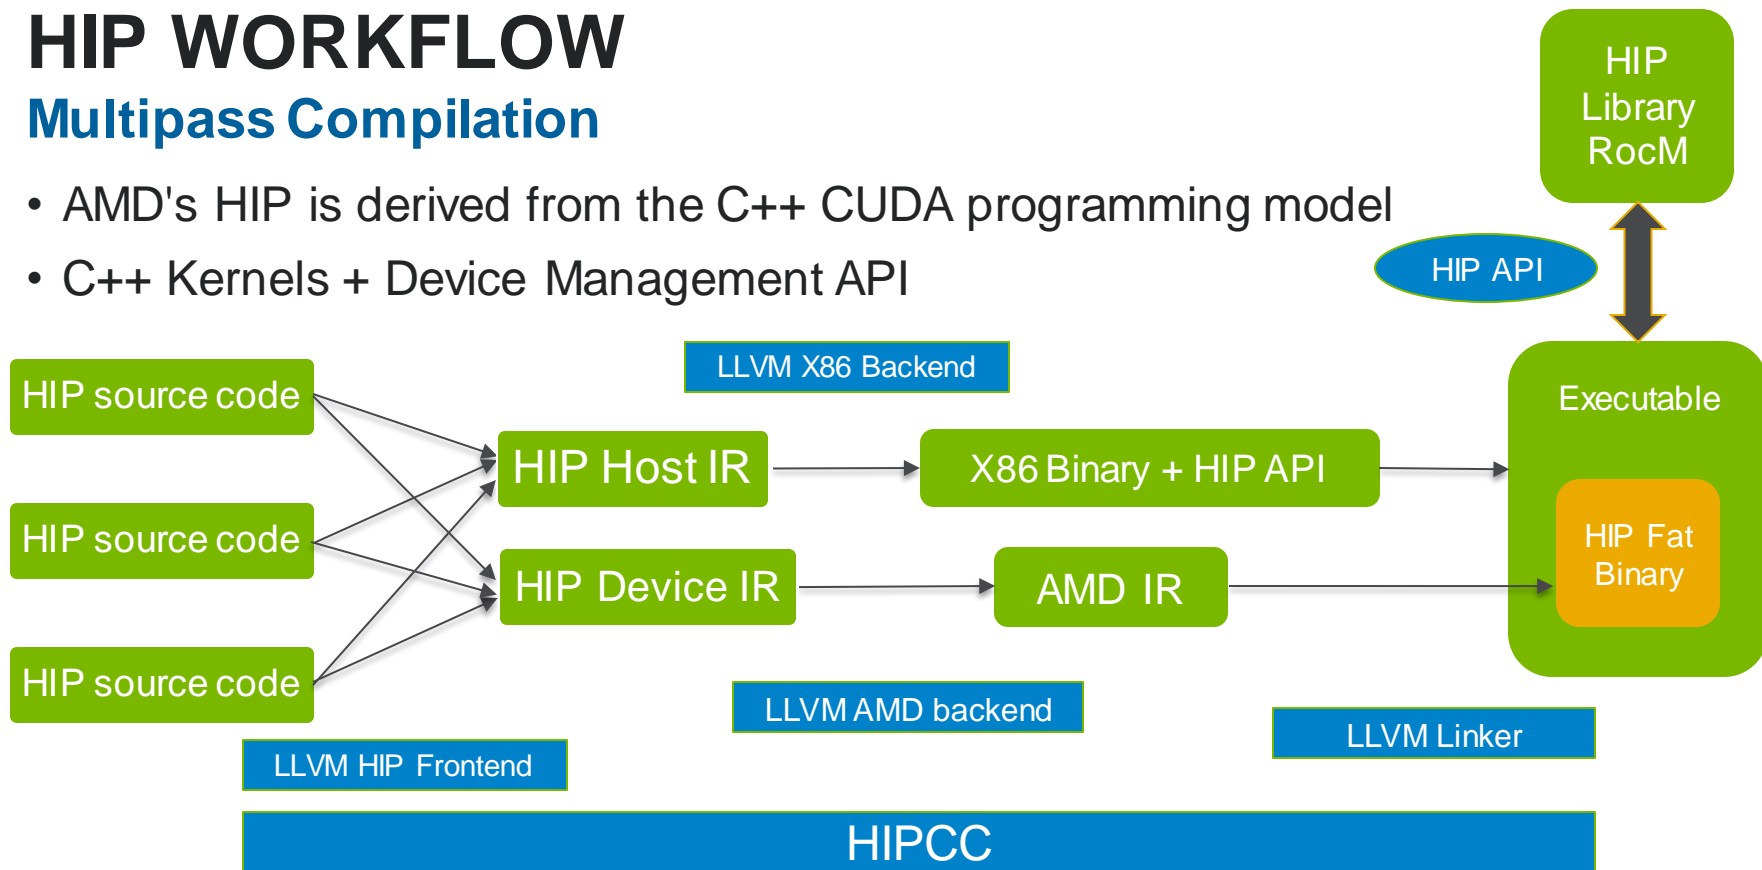 HIP WORKFLOW
Multipass Compilation
• AMD's HIP is derived from the C++ CUDA programming model
• C++ Kernels + Device Management API
HIP
Library
RocM
HIP API
LLVM X86 Backend
HIP source code
HIP source code
HIP source code
HIP Host IR
X86 Binary + HIP API
Executable
HIP Device IR
AMD IR
HIP Fat
Binary
LLVM AMD backend
LLVM Linker
LLVM HIP Frontend
HIPCC